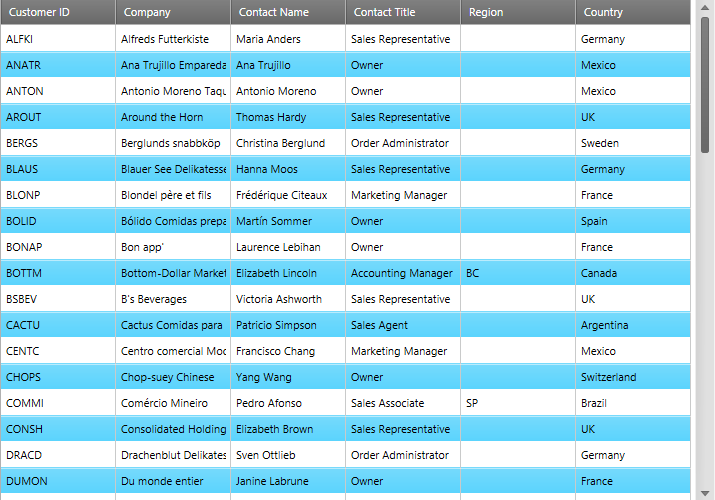 Customer ID Company Contact Name Contact Title Region Country
ALFKI Alfreds Futterkiste Maria Anders Sales Representative Germany
ANATR Ana Trujillo Empareda Ana Trujillo Owner Mexico
ANTON Antonio Moreno Taqu Antonio Moreno Owner Mexico
AROUT Around the Horn Thomas Hardy Sales Representative UK
BERGS Berglunds snabbköp Christina Berglund Order Administrator Sweden
BLAUS Blauer See Delikatesse Hanna Moos Sales Representative Germany
BLONP Blondel père et fils Frédérique Citeaux Marketing Manager France
BOLID Bólido Comidas prepa Martín Sommer Owner Spain
BONAP Bon app' Laurence Lebihan Owner France
BOTTM Bottom-Dollar Market Elizabeth Lincoln Accounting Manager BC Canada
BSBEV B's Beverages Victoria Ashworth Sales Representative UK
CACTU Cactus Comidas para Patricio Simpson Sales Agent Argentina
CENTC Centro comercial Moc Francisco Chang Marketing Manager Mexico
CHOPS Chop-suey Chinese Yang Wang Owner Switzerland
COMMI Comércio Mineiro Pedro Afonso Sales Associate SP Brazil
CONSH Consolidated Holding Elizabeth Brown Sales Representative UK
DRACD Drachenblut Delikates Sven Ottlieb Order Administrator Germany
DUMON Du monde entier Janine Labrune Owner France